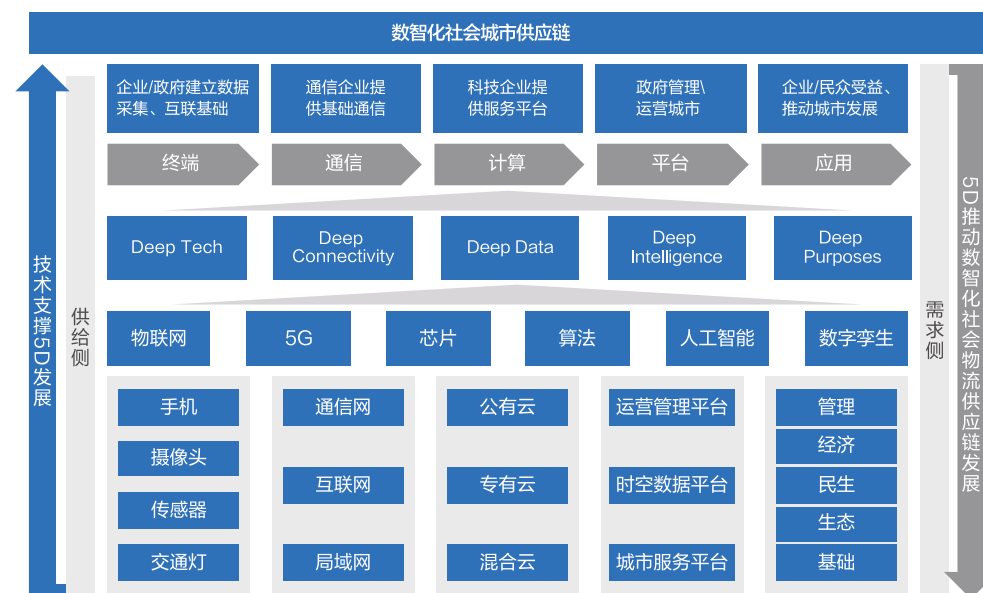 数智化社会城市供应链
企业/政府建立数据
采集、互联基础
通信企业提
供基础通信
科技企业提
供服务平台
政府管理\
运营城市
企业/民众受益、
推动城市发展
终端
通信
计算
平台
应用
Deep Tech
Deep
Connectivity
Deep Data
Deep
Intelligence
Deep
Purposes
物联网
5G
芯片
算法
人工智能
数字孪生
手机
摄像头
传感器
交通灯
通信网
互联网
局域网
公有云
专有云
混合云
运营管理平台
时空数据平台
城市服务平台
管理
经济
民生
生态
基础
技术支撑5D发展
供给侧
需求侧
5D推动数智化社会物流供应链发展